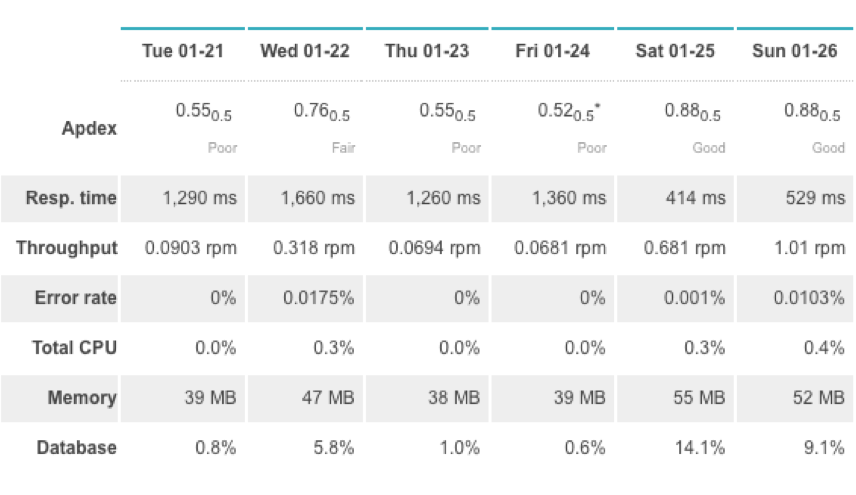 Tue 01-21 Wed 01-22 Thu 01-23 Fri 01-24 Sat 01-25 Sun 01-26
Apdex 0.55 0.5 0.76 0.5 0.55 0.5 0.52 0.5* 0.88 0.5 0.88 0.5
Poor Fair Poor Poor Good Good
Resp. time 1,290 ms 1,660 ms 1,260 ms 1,360 ms 414 ms 529 ms
Throughput 0.0903 rpm 0.318 rpm 0.0694 rpm 0.0681 rpm 0.681 rpm 1.01 rpm
Error rate 0% 0.0175% 0% 0% 0.001% 0.0103%
Total CPU 0.0% 0.3% 0.0% 0.0% 0.3% 0.4%
Memory 39 MB 47 MB 38 MB 39 MB 55 MB 52 MB
Database 0.8% 5.8% 1.0% 0.6% 14.1% 9.1%